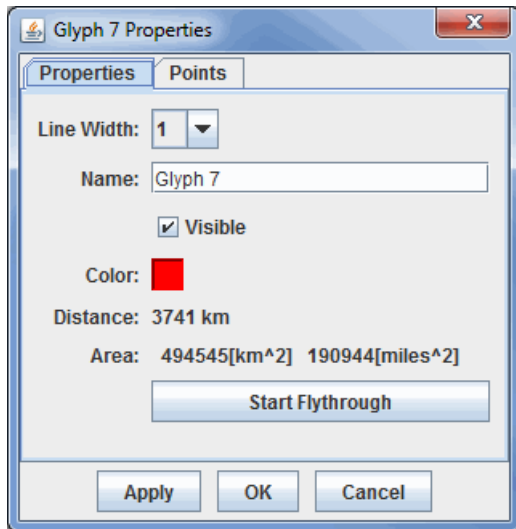 Glyph 7 Properties
Properties Points
Line Width: 1
Name: Glyph 7
Visible
Color:
Distance: 3741 km
Area: 494545[km^2] 190944[miles^2]
Start Flythrough
Apply OK Cancel